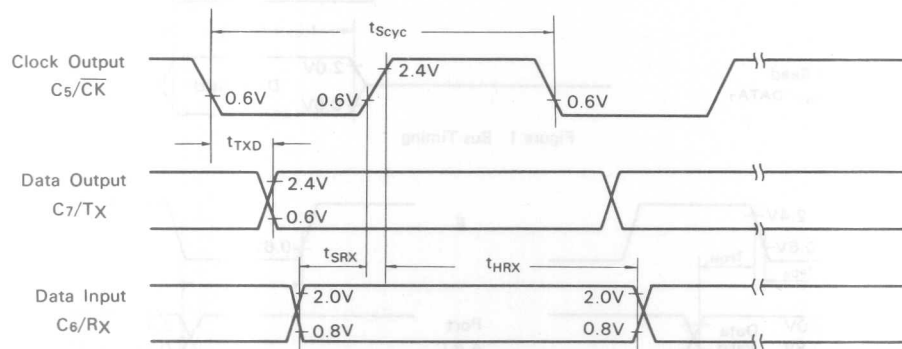 tScyc
Clock Output
C5/CK
2.4V
0.6V
0.6V
0.6V
tTXD
Data Output
C7/TX
2.4V
0.6V
tSRX
tHRX
Data Input
C6/RX
2.0V
2.0V
0.8V
0.8V